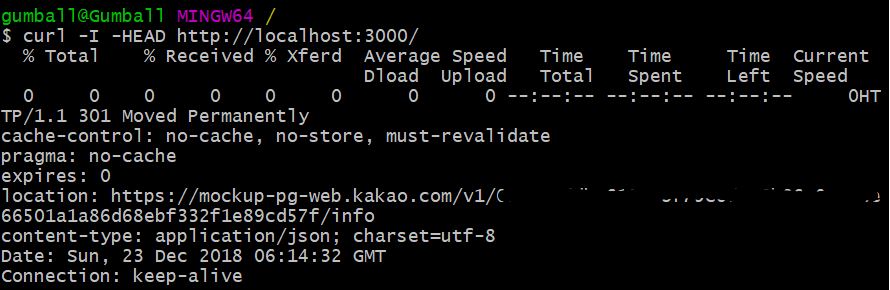 gumball@Gumball MINGW64 /
$ curl -I -HEAD http://localhost:3000/
% Total % Received % Xferd Average Speed Time Time Time Current
Dload Upload Total Spent Left Speed
0 0 0 0 0 0 0 0 --:--:-- --:--:-- --:--:-- 0HT
TP/1.1 301 Moved Permanently
cache-control: no-cache, no-store, must-revalidate
pragma: no-cache
expires: 0
location: https://mockup-pg-web.kakao.com/v1/
66501a1a86d68ebf332f1e89cd57f/info
content-type: application/json; charset=utf-8
Date: Sun, 23 Dec 2018 06:14:32 GMT
Connection: keep-alive